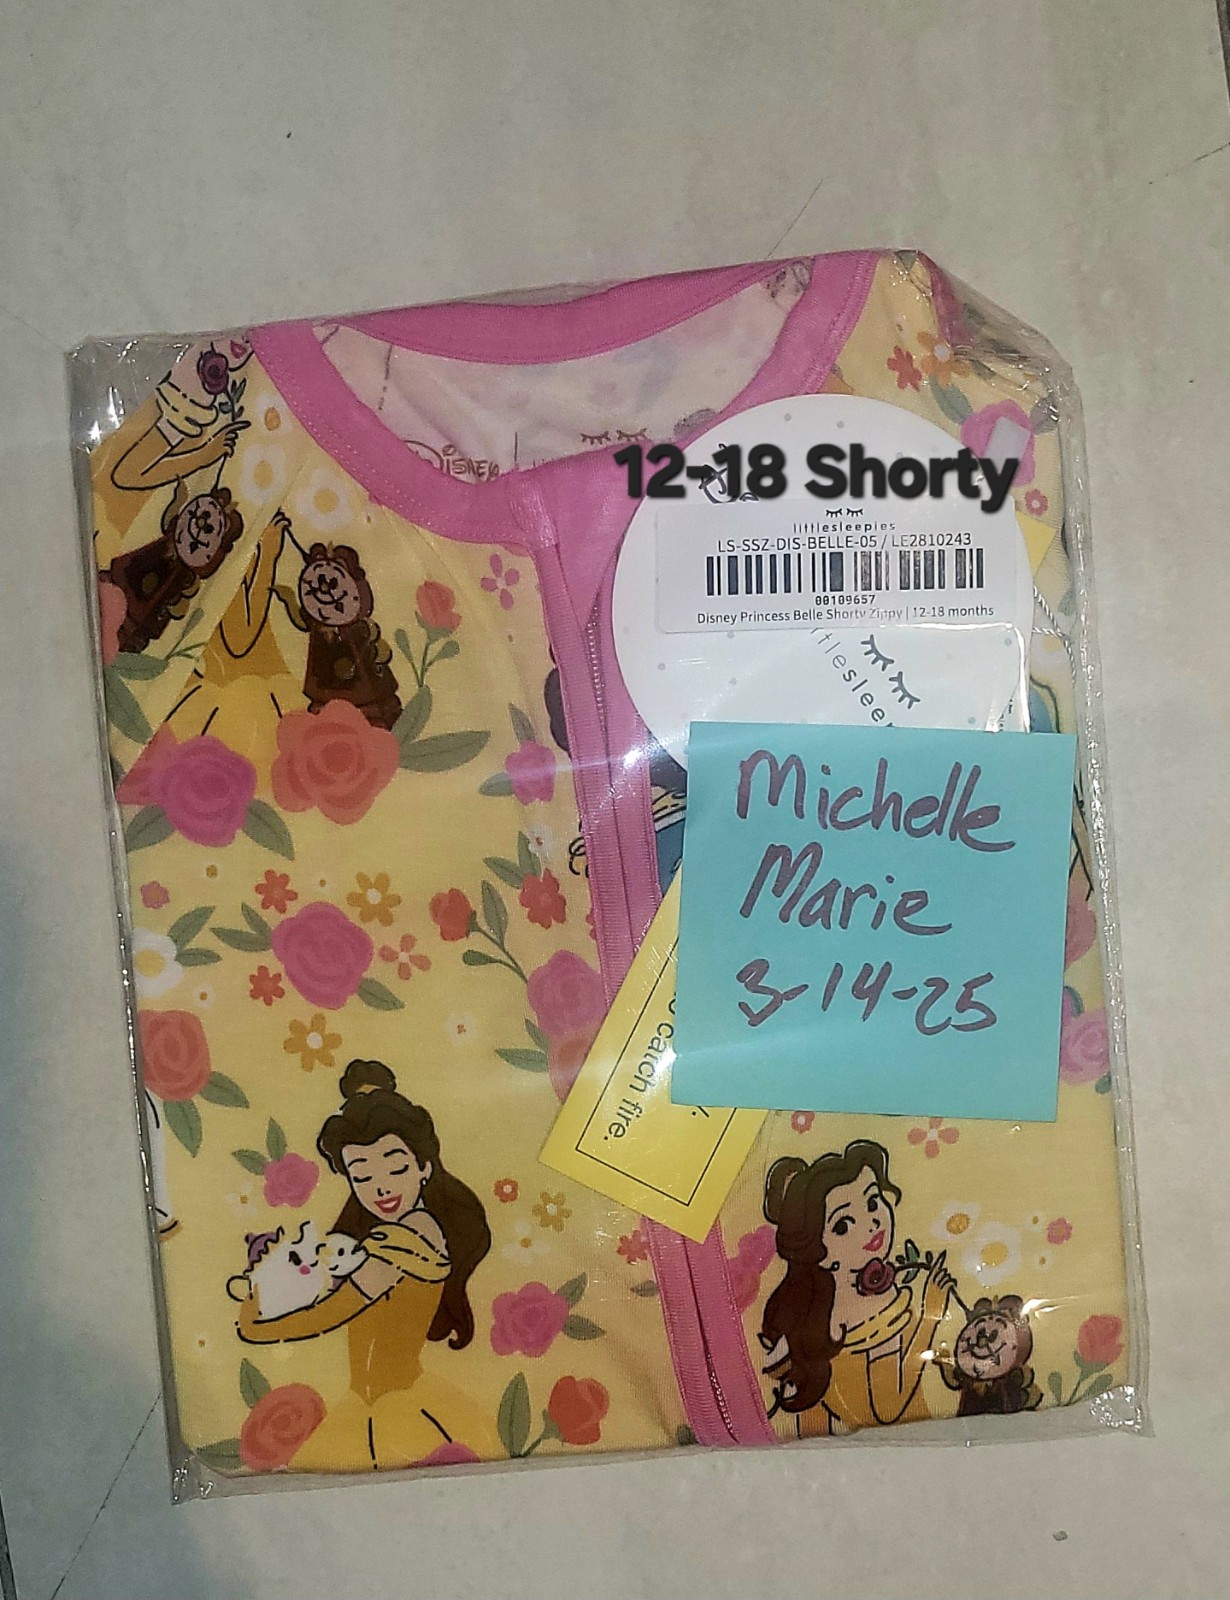 Disney
12-18 Shorty
littlesleepies
LS-SSZ-DIS-BELLE-05 / LE2810243
00109657
Disney Princess Belle Shorty Zippy | 12-18 months
Michelle
Marie
3-14-25
catch fire.